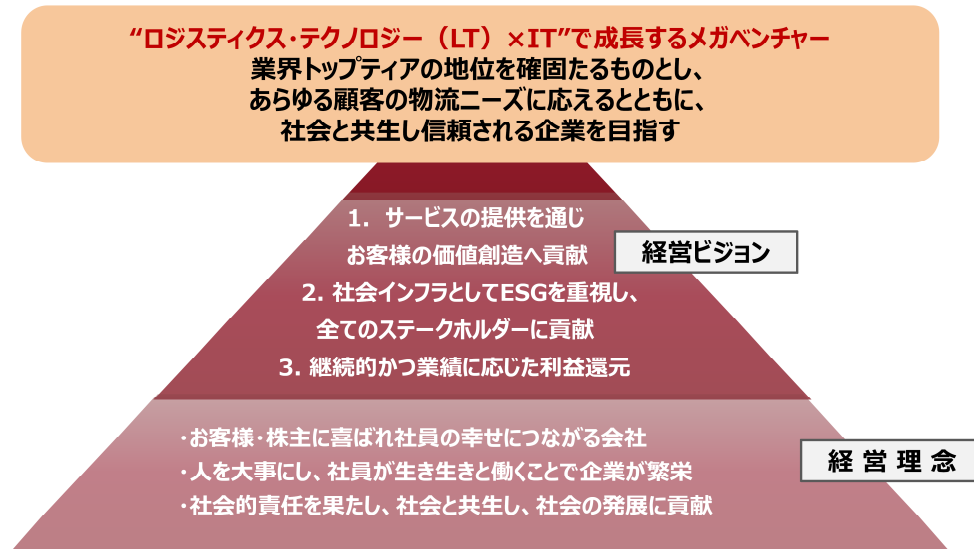 “ロジスティクス・テクノロジー（LT）×IT”で成長するメガベンチャー
業界トップティアの地位を確固たるものとし、
あらゆる顧客の物流ニーズに応えるとともに、
社会と共生し信頼される企業を目指す
1. サービスの提供を通じ
お客様の価値創造へ貢献
経営ビジョン
2. 社会インフラとしてESGを重視し、
全てのステークホルダーに貢献
3. 継続的かつ業績に応じた利益還元
・お客様・株主に喜ばれ社員の幸せにつながる会社
・人を大事にし、社員が生き生きと働くことで企業が繁栄
経 営 理 念
・社会的責任を果たし、社会と共生し、社会の発展に貢献